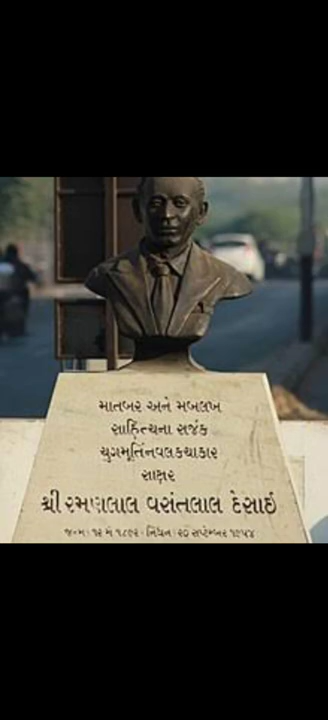 માતબર અને મબલખ
સાહિત્યના સર્જક
યુગમૂર્તિનવલકથાકાર
સાક્ષર
શ્રી રમણલાલ વસંતલાલ દેસાઈ
જન્મ: ૧૨ મે ૧૮૯૨ - નિધન : ૨૦ સપ્ટેમ્બર ૧૯૫૪